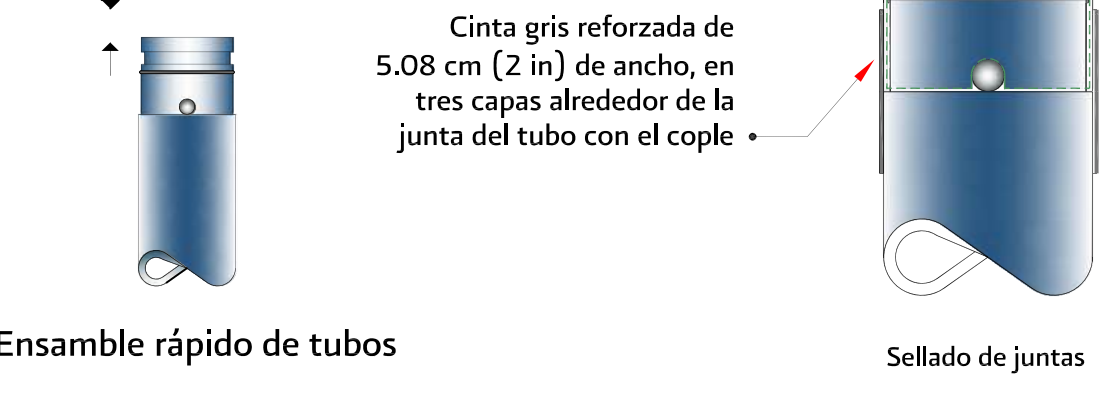 Cinta gris reforzada de
5.08 cm (2 in) de ancho, en
tres capas alrededor de la
junta del tubo con el cople
Ensamble rápido de tubos
Sellado de juntas